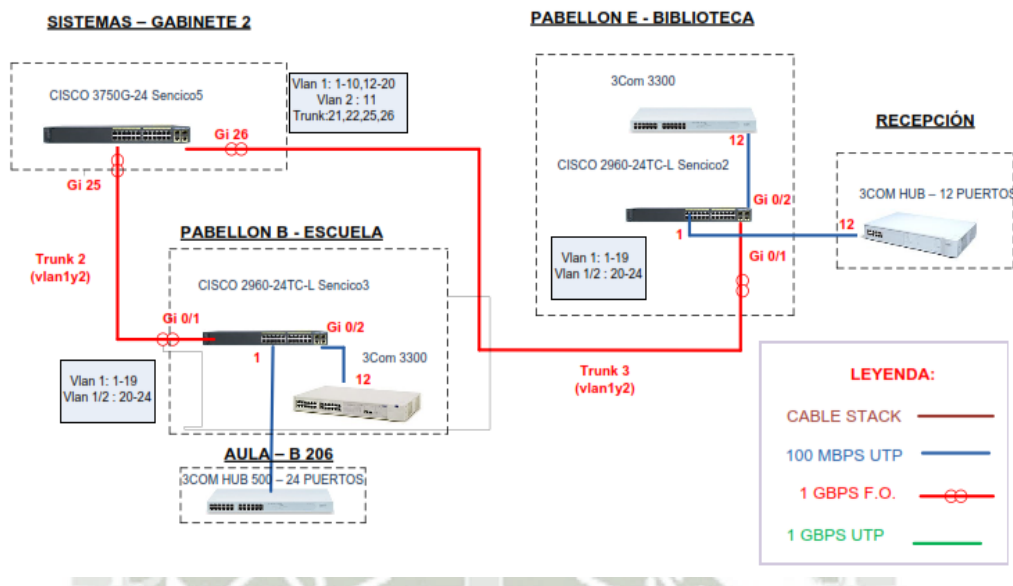 SISTEMAS – GABINETE 2
CISCO 3750G-24 Sencico5
Vlan 1: 1-10,12-20
Vlan 2 : 11
Trunk:21,22,25,26
Gi 26
Gi 25
Trunk 2
(vlan1y2)
PABELLON B - ESCUELA
CISCO 2960-24TC-L Sencico3
Gi 0/1
Gi 0/2
1
3Com 3300
12
Vlan 1: 1-19
Vlan 1/2 : 20-24
AULA – B 206
3COM HUB 500 – 24 PUERTOS
PABELLON E - BIBLIOTECA
3Com 3300
12
CISCO 2960-24TC-L Sencico2
Gi 0/2
1
Gi 0/1
Vlan 1: 1-19
Vlan 1/2 : 20-24
Trunk 3
(vlan1y2)
RECEPCIÓN
3COM HUB – 12 PUERTOS
12
LEYENDA:
CABLE STACK
100 MBPS UTP
1 GBPS F.O.
1 GBPS UTP